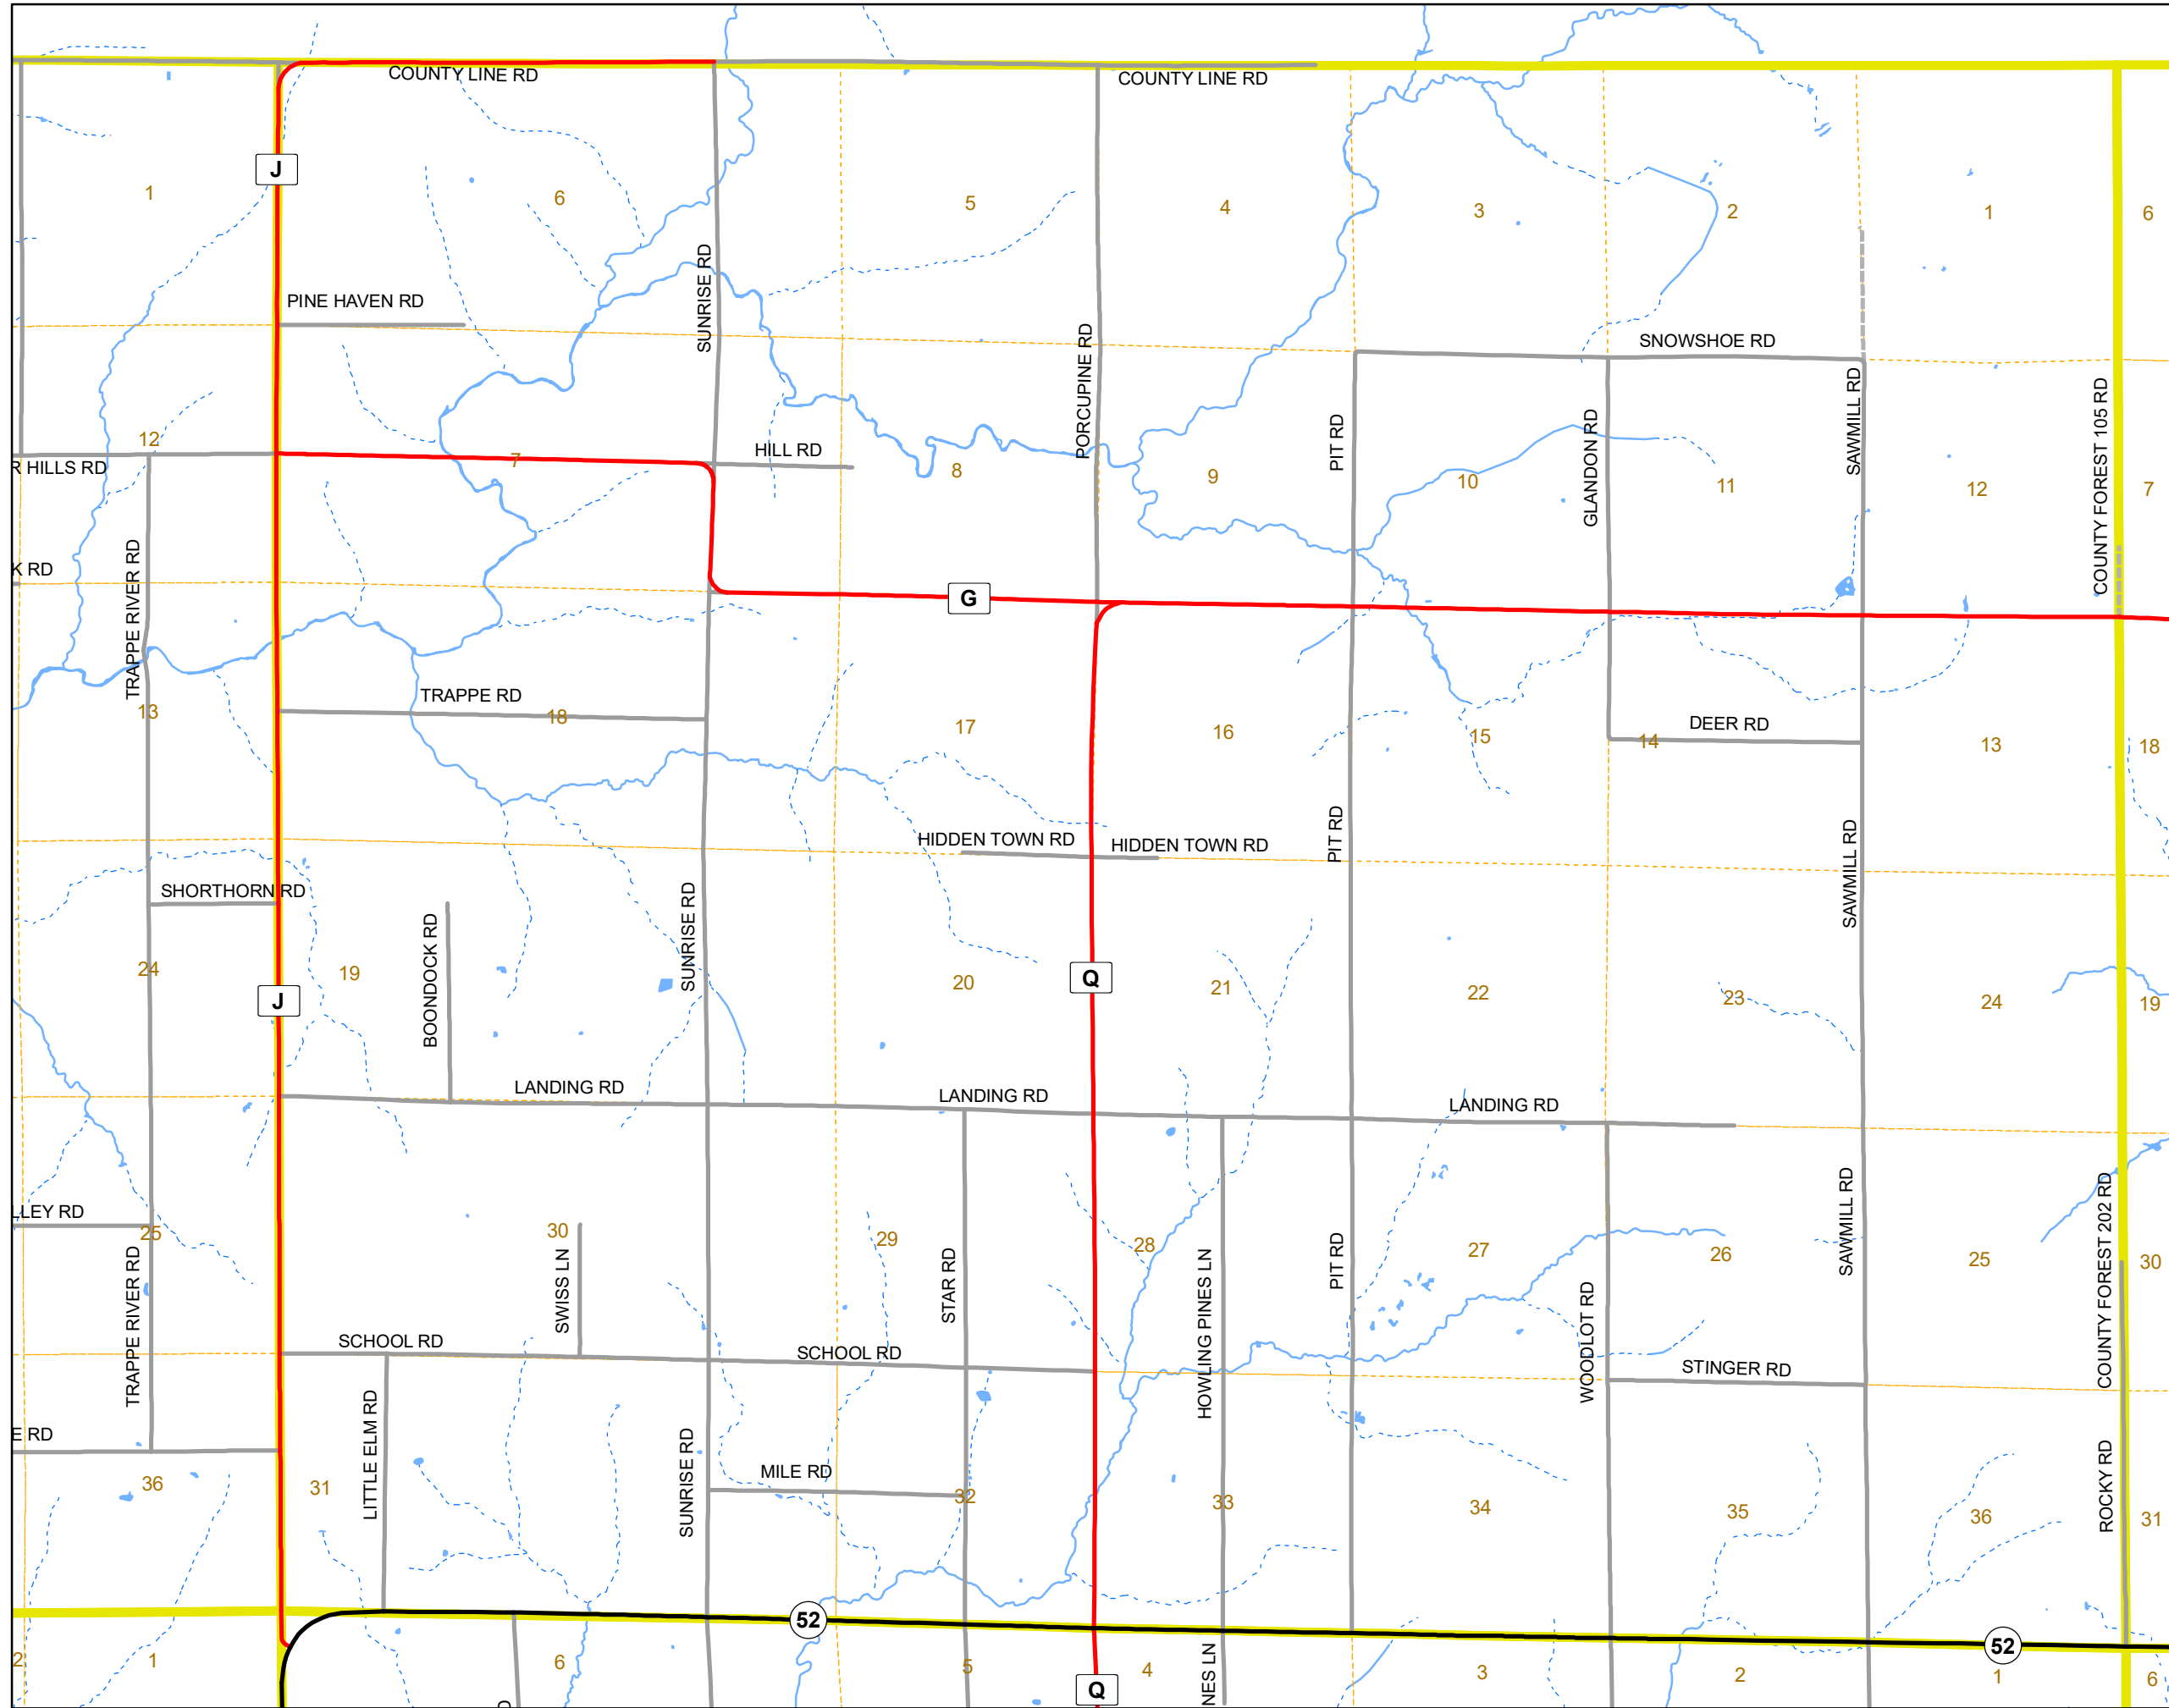 COUNTY LINE RD
COUNTY LINE RD
J
1
6
5
4
3
2
1
6
SUNRISE RD
PINE HAVEN RD
PORCUPINE RD
SNOWSHOE RD
PIT RD
GLANDON RD
SAWMILL RD
COUNTY FOREST 105 RD
12
R HILLS RD
7
HILL RD
8
9
10
11
12
7
K RD
TRAPPE RIVER RD
G
13
TRAPPE RD
18
17
16
15
14
DEER RD
13
18
HIDDEN TOWN RD
HIDDEN TOWN RD
PIT RD
SAWMILL RD
SHORTHORN RD
BOONDOCK RD
SUNRISE RD
24
19
20
Q
21
22
23
24
19
J
LANDING RD
LANDING RD
LANDING RD
LLEY RD
25
30
29
28
27
26
25
30
TRAPPE RIVER RD
SWISS LN
STAR RD
HOWLING PINES LN
PIT RD
WOODLOT RD
SAWMILL RD
COUNTY FOREST 202 RD
SCHOOL RD
SCHOOL RD
STINGER RD
E RD
LITTLE ELM RD
SUNRISE RD
MILE RD
ROCKY RD
36
31
32
33
34
35
36
31
52
52
2
1
6
5
4
NES LN
3
2
1
6
D
Q